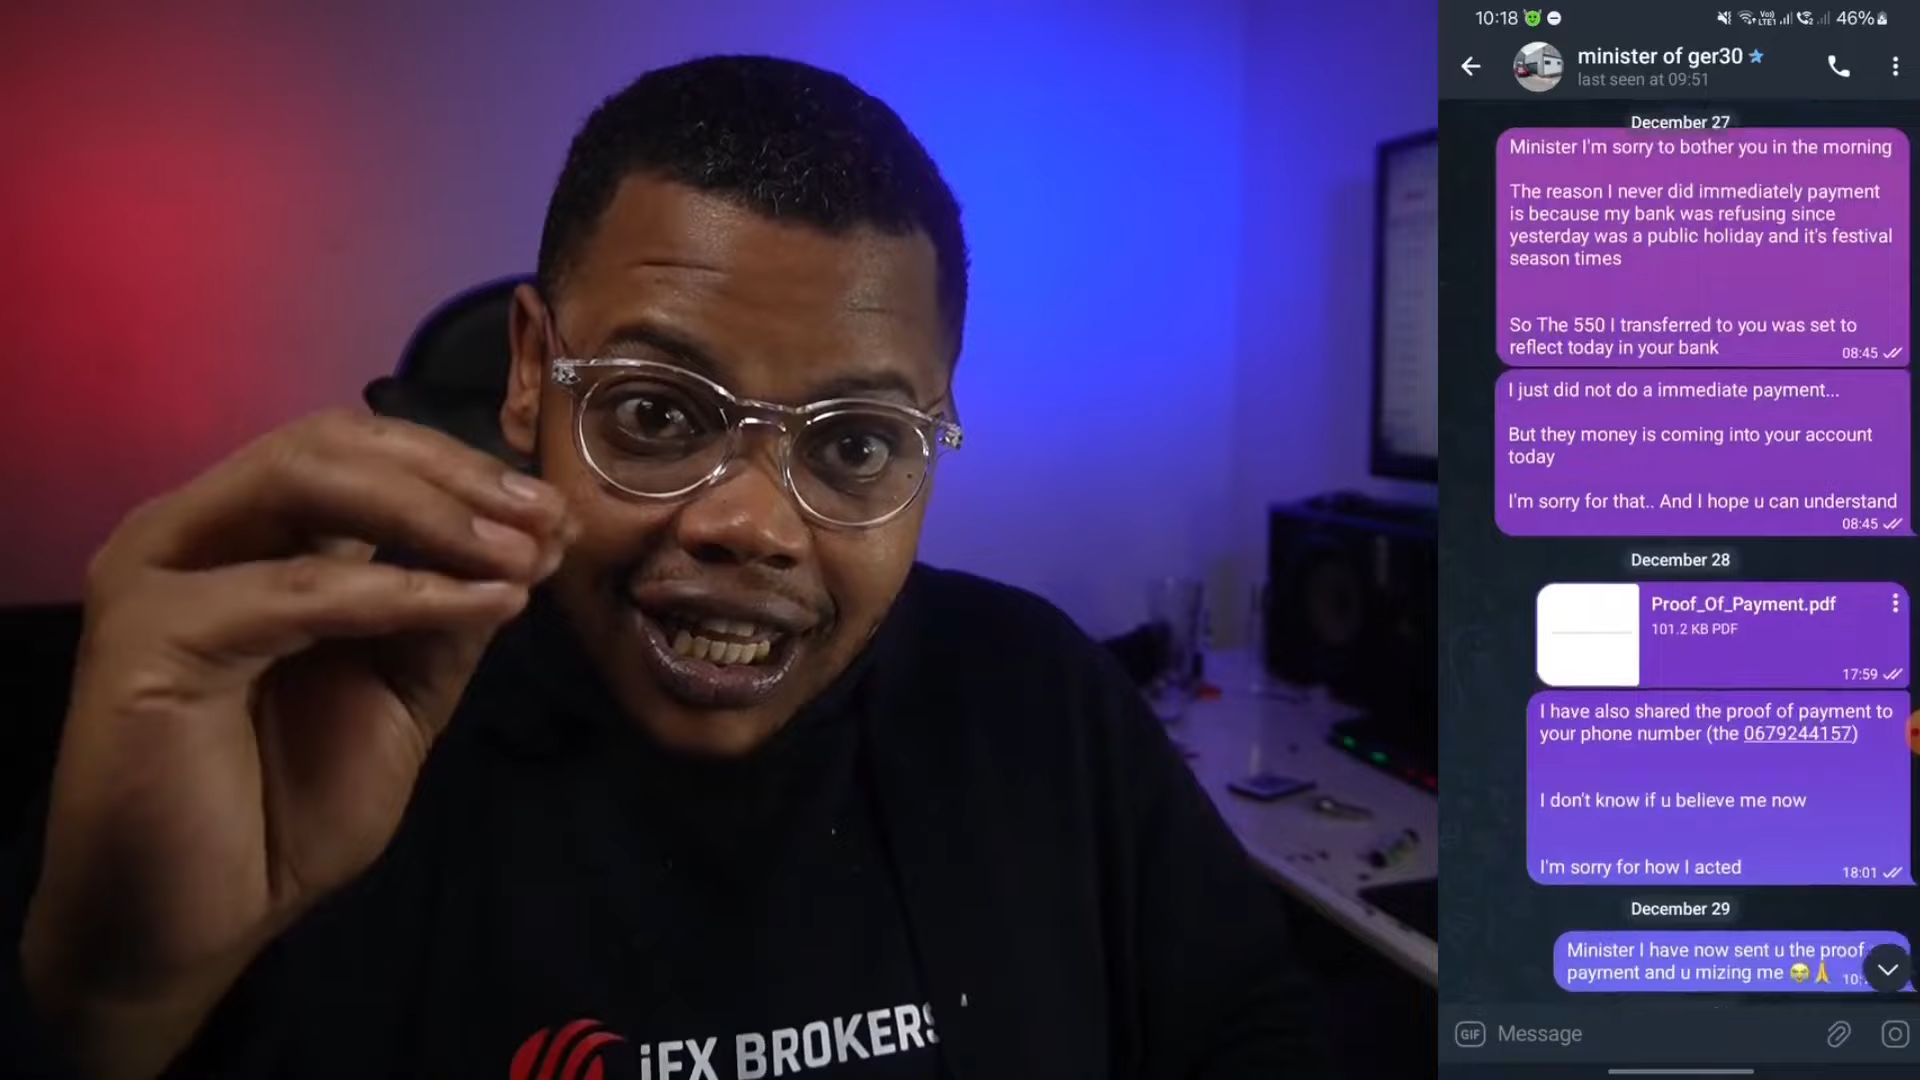 10:18
46%
minister of ger30
last seen at 09:51
December 27
Minister I'm sorry to bother you in the morning
The reason I never did immediately payment
is because my bank was refusing since
yesterday was a public holiday and it's festival
season times
So The 550 I transferred to you was set to
reflect today in your bank
08:45
I just did not do a immediate payment...
But they money is coming into your account
today
I'm sorry for that.. And I hope u can understand
08:45
December 28
Proof_Of_Payment.pdf
101.2 KB PDF
17:59
I have also shared the proof of payment to
your phone number (the 0679244157)
I don't know if u believe me now
I'm sorry for how I acted
18:01
December 29
Minister I have now sent u the proof
payment and u mizing me
GIF Message
iFX BROKERS